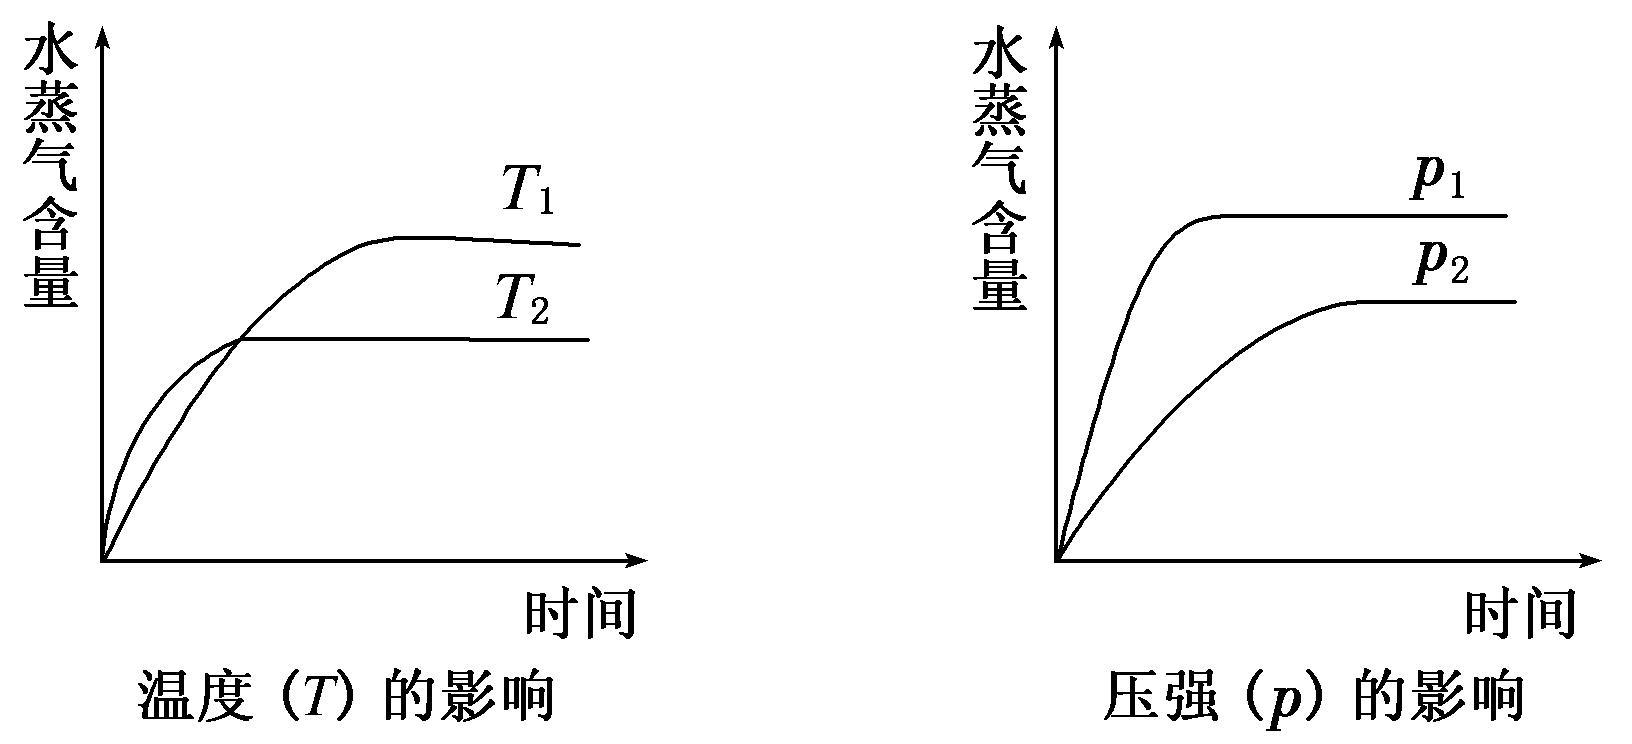 水蒸气含量
T1
T2
时间
温度(T)的影响
水蒸气含量
p1
p2
时间
压强(p)的影响